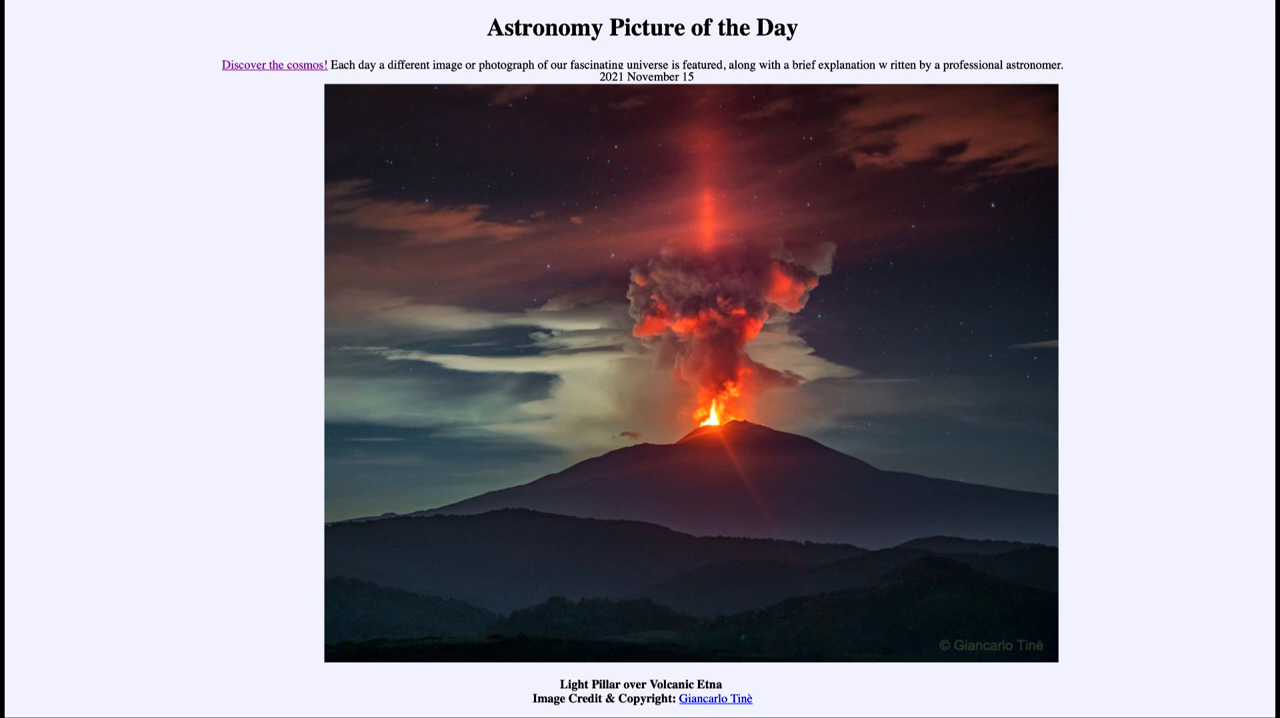 Astronomy Picture of the Day
Discover the cosmos! Each day a different image or photograph of our fascinating universe is featured, along with a brief explanation w ritten by a professional astronomer.
2021 November 15
© Giancarlo Tinè
Light Pillar over Volcanic Etna
Image Credit & Copyright: Giancarlo Tinè